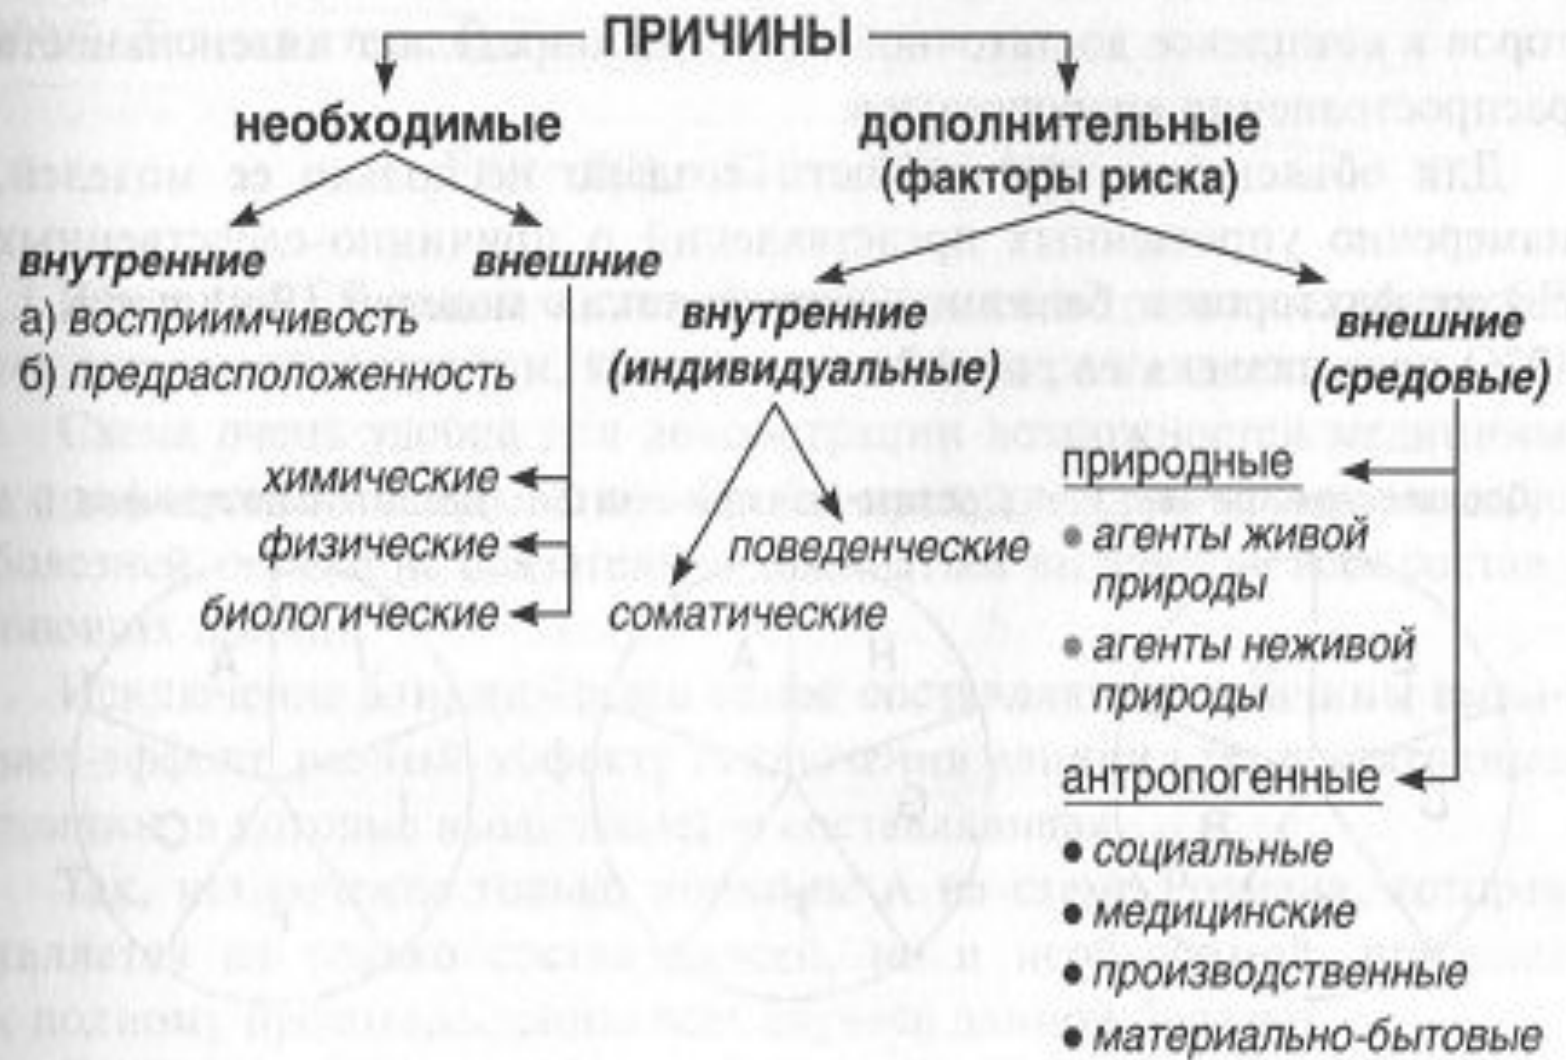 ПРИЧИНЫ
необходимые
внутренние
а) восприимчивость
б) предрасположенность
внешние
химические
физические
биологические
дополнительные
(факторы риска)
внутренние
(индивидуальные)
поведенческие
соматические
внешние
(средовые)
природные
• агенты живой
природы
• агенты неживой
природы
антропогенные
• социальные
• медицинские
• производственные
• материально-бытовые